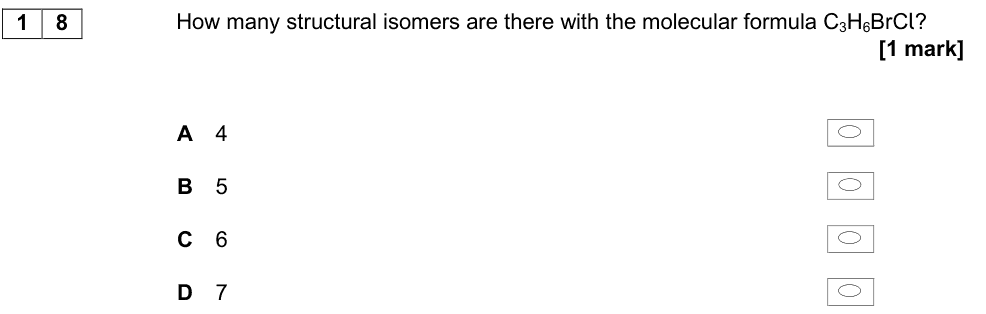 1 8 How many structural isomers are there with the molecular formula C₃H₆BrCl?
[1 mark]
A 4
B 5
C 6
D 7